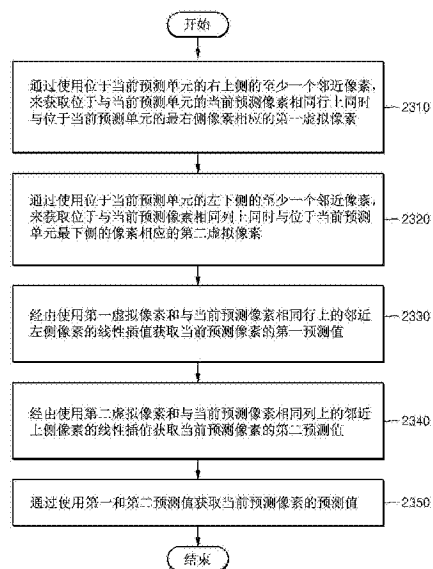 开始
通过使用位于当前预测单元的右上侧的至少一个邻近像素,
来获取位于与当前预测单元的当前预测像素相同行上同时
与位于当前预测单元的最右侧像素相应的第一虚拟像素
2310
通过使用位于当前预测单元的左下侧的至少一个邻近像素,
来获取位于与当前预测像素相同列上同时与位于当前预测
单元最下侧的像素相应的第二虚拟像素
2320
经由使用第一虚拟像素和与当前预测像素相同行上的邻近
左侧像素的线性插值获取当前预测像素的第一预测值
2330
经由使用第二虚拟像素和与当前预测像素相同列上的邻近
上侧像素的线性插值获取当前预测像素的第二预测值
2340
通过使用第一和第二预测值获取当前预测像素的预测值
2350
结束